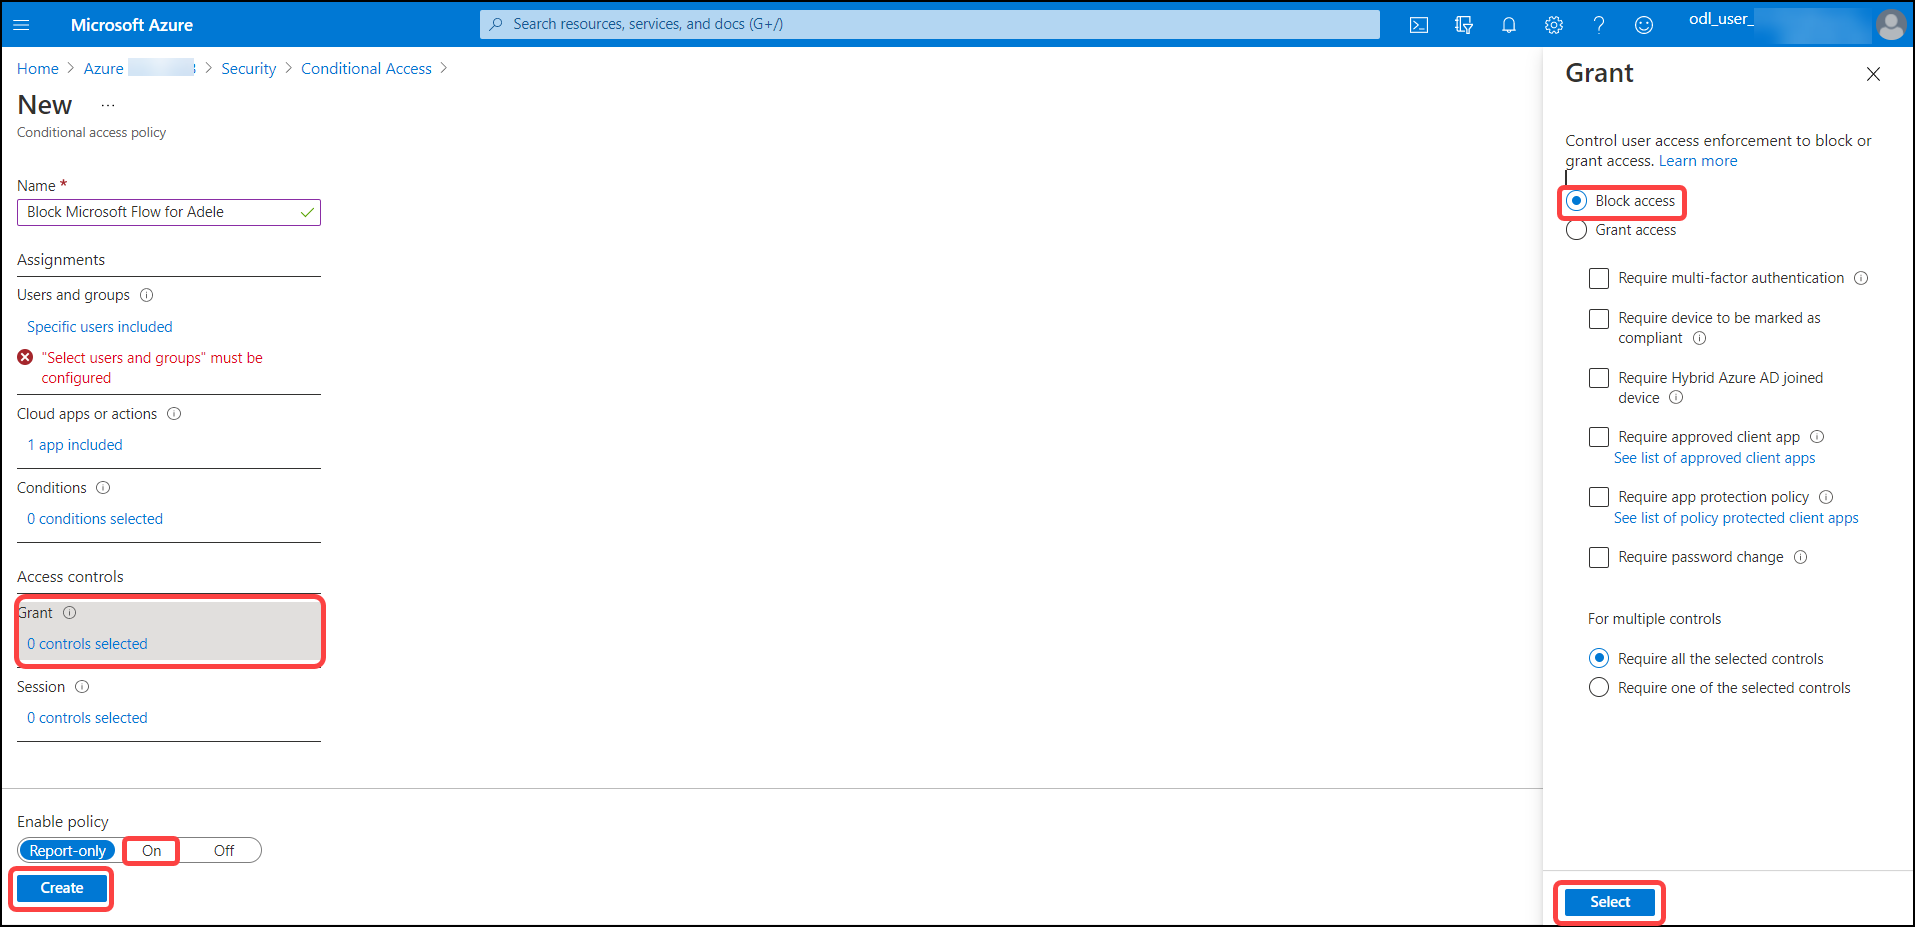 Microsoft Azure
Search resources, services, and docs (G+/)
odl_user_
Home > Azure > Security > Conditional Access >
New ...
Conditional access policy
Name *
Block Microsoft Flow for Adele
Assignments
Users and groups
Specific users included
"Select users and groups" must be
configured
Cloud apps or actions
1 app included
Conditions
0 conditions selected
Access controls
Grant
0 controls selected
Session
0 controls selected
Enable policy
Report-only On Off
Create
Grant
Control user access enforcement to block or
grant access. Learn more
Block access
Grant access
Require multi-factor authentication
Require device to be marked as
compliant
Require Hybrid Azure AD joined
device
Require approved client app
See list of approved client apps
Require app protection policy
See list of policy protected client apps
Require password change
For multiple controls
Require all the selected controls
Require one of the selected controls
Select